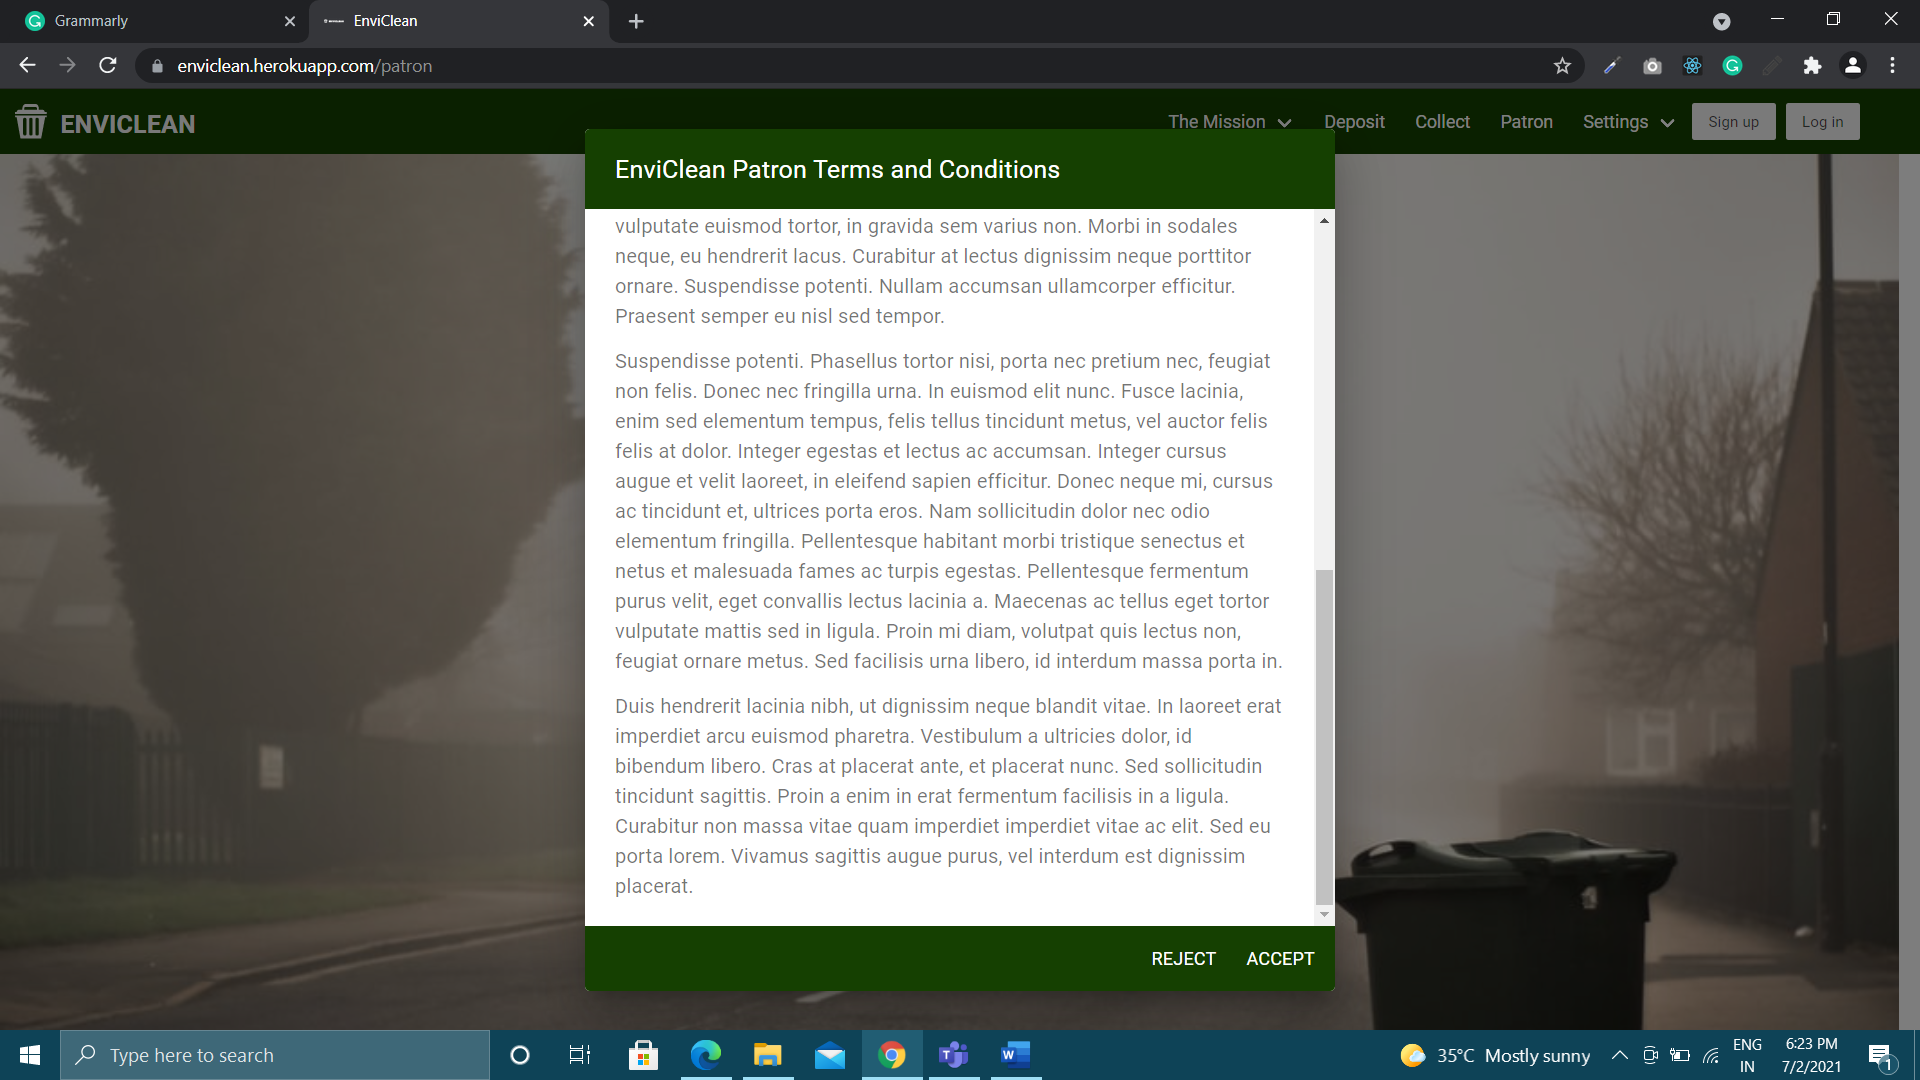 Grammarly
EnviClean
enviclean.herokuapp.com/patron
ENVICLEAN
The Mission
Deposit
Collect
Patron
Settings
Sign up
Log in
EnviClean Patron Terms and Conditions
vulputate euismod tortor, in gravida sem varius non. Morbi in sodales
neque, eu hendrerit lacus. Curabitur at lectus dignissim neque porttitor
ornare. Suspendisse potenti. Nullam accumsan ullamcorper efficitur.
Praesent semper eu nisl sed tempor.
Suspendisse potenti. Phasellus tortor nisi, porta nec pretium nec, feugiat
non felis. Donec nec fringilla urna. In euismod elit nunc. Fusce lacinia,
enim sed elementum tempus, felis tellus tincidunt metus, vel auctor felis
felis at dolor. Integer egestas et lectus ac accumsan. Integer cursus
augue et velit laoreet, in eleifend sapien efficitur. Donec neque mi, cursus
ac tincidunt et, ultrices porta eros. Nam sollicitudin dolor nec odio
elementum fringilla. Pellentesque habitant morbi tristique senectus et
netus et malesuada fames ac turpis egestas. Pellentesque fermentum
purus velit, eget convallis lectus lacinia a. Maecenas ac tellus eget tortor
vulputate mattis sed in ligula. Proin mi diam, volutpat quis lectus non,
feugiat ornare metus. Sed facilisis urna libero, id interdum massa porta in.
Duis hendrerit lacinia nibh, ut dignissim neque blandit vitae. In laoreet erat
imperdiet arcu euismod pharetra. Vestibulum a ultricies dolor, id
bibendum libero. Cras at placerat ante, et placerat nunc. Sed sollicitudin
tincidunt sagittis. Proin a enim in erat fermentum facilisis in a ligula.
Curabitur non massa vitae quam imperdiet imperdiet vitae ac elit. Sed eu
porta lorem. Vivamus sagittis augue purus, vel interdum est dignissim
placerat.
REJECT
ACCEPT
Type here to search
35°C Mostly sunny
ENG
IN
6:23 PM
7/2/2021
1